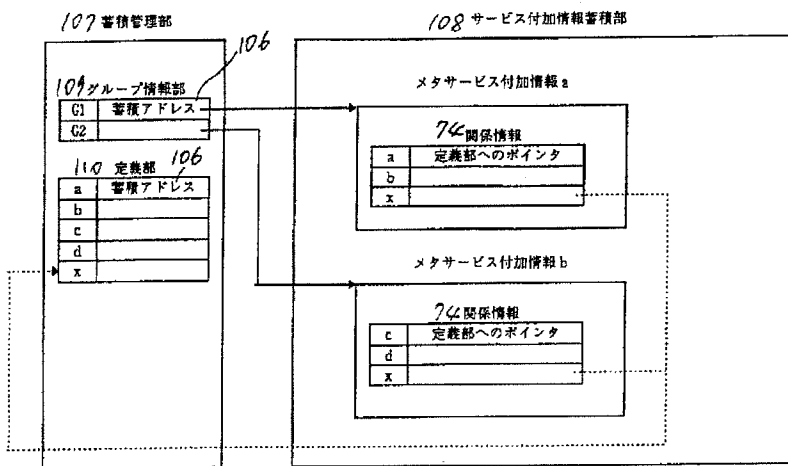 107 蓄積管理部
108 サービス付加情報蓄積部
106
109 グループ情報部
G1 蓄積アドレス
G2
110 定義部 106
a 蓄積アドレス
b
c
d
x
メタサービス付加情報a
74 関係情報
a 定義部へのポインタ
b
x
メタサービス付加情報b
74 関係情報
c 定義部へのポインタ
d
x